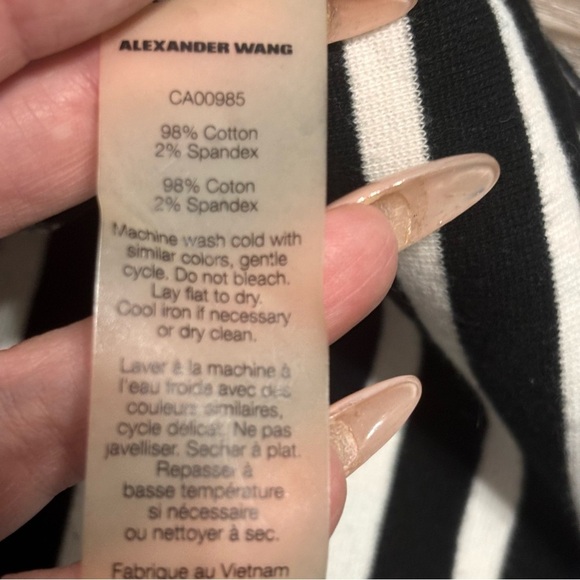 ALEXANDER WANG
CA00985
98% Cotton
2% Spandex
98% Coton
2% Spandex
Machine wash cold with
similar colors, gentle
cycle. Do not bleach.
Lay flat to dry.
Cool iron if necessary
or dry clean.
Laver à la machine à
l'eau froide avec des
couleurs similaires,
cycle délicat. Ne pas
javelliser. Secher à plat.
Repasser à
basse température
si nécessaire
ou nettoyer à sec.
Fabrique au Vietnam